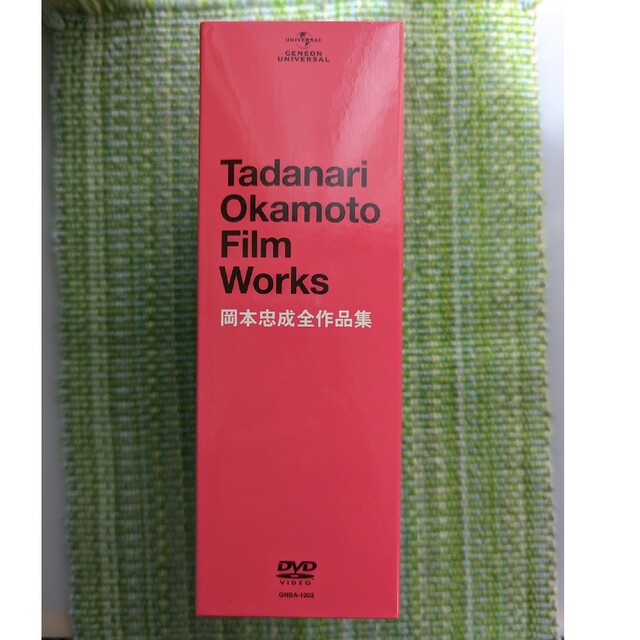 UNIVERSAL
GENEON
UNIVERSAL
Tadanari
Okamoto
Film
Works
岡本忠成全作品集
DVD
VIDEO
GNBA-1303